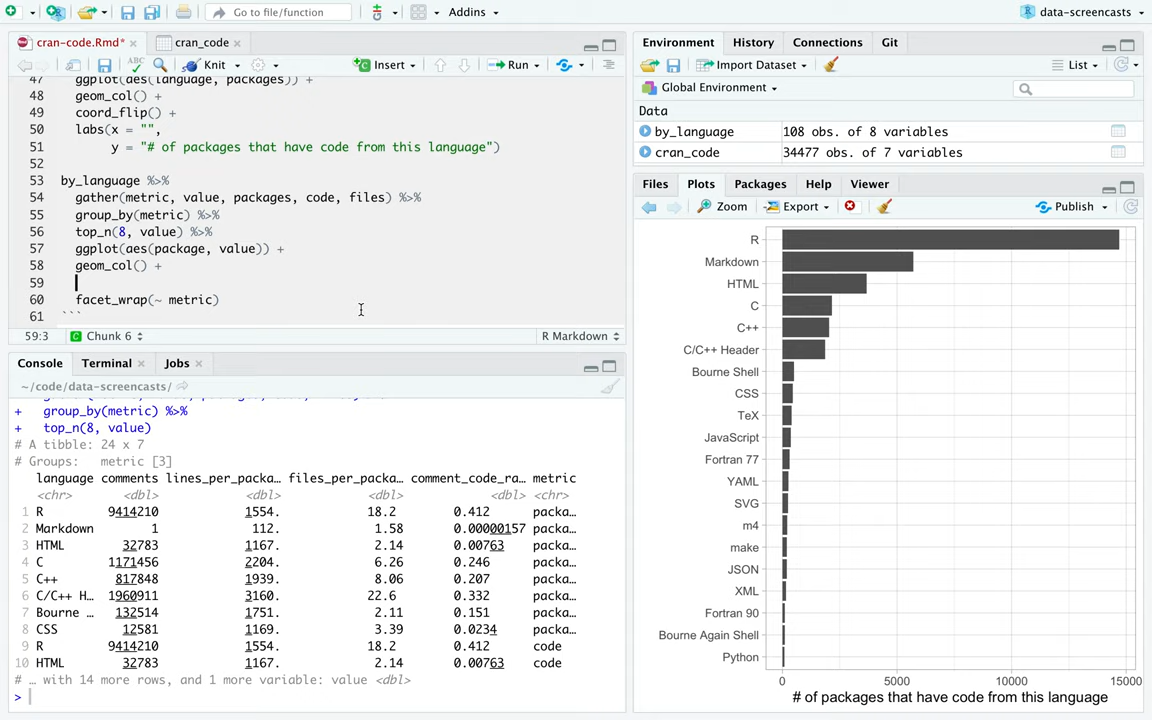 Go to file/function
Addins
data-screencasts
cran-code.Rmd*
cran_code
ABC
Knit
Insert
Run
47 ggplot(aes(language, packages)) +
48 geom_col() +
49 coord_flip() +
50 labs(x = "",
51 y = "# of packages that have code from this language")
52
53 by_language %>%
54 gather(metric, value, packages, code, files) %>%
55 group_by(metric) %>%
56 top_n(8, value) %>%
57 ggplot(aes(package, value)) +
58 geom_col() +
59
60 facet_wrap(~ metric)
61 ```
59:3
Chunk 6
R Markdown
Console
Terminal
Jobs
~/code/data-screencasts/
+ group_by(metric) %>%
+ top_n(8, value)
# A tibble: 24 x 7
# Groups: metric [3]
language comments lines_per_packa… files_per_packa… comment_code_ra… metric
<chr> <dbl> <dbl> <dbl> <dbl> <chr>
1 R 9414210 1554. 18.2 0.412 packa…
2 Markdown 1 112. 1.58 0.00000157 packa…
3 HTML 32783 1167. 2.14 0.00763 packa…
4 C 1171456 2204. 6.26 0.246 packa…
5 C++ 817848 1939. 8.06 0.207 packa…
6 C/C++ H… 1960911 3160. 22.6 0.332 packa…
7 Bourne … 132514 1751. 2.11 0.151 packa…
8 CSS 12581 1169. 3.39 0.0234 packa…
9 R 9414210 1554. 18.2 0.412 code
10 HTML 32783 1167. 2.14 0.00763 code
# … with 14 more rows, and 1 more variable: value <dbl>
>
Environment
History
Connections
Git
Import Dataset
List
Global Environment
Data
by_language 108 obs. of 8 variables
cran_code 34477 obs. of 7 variables
Files
Plots
Packages
Help
Viewer
Zoom
Export
Publish
R
Markdown
HTML
C
C++
C/C++ Header
Bourne Shell
CSS
TeX
JavaScript
Fortran 77
YAML
SVG
m4
make
JSON
XML
Fortran 90
Bourne Again Shell
Python
0 5000 10000 15000
# of packages that have code from this language